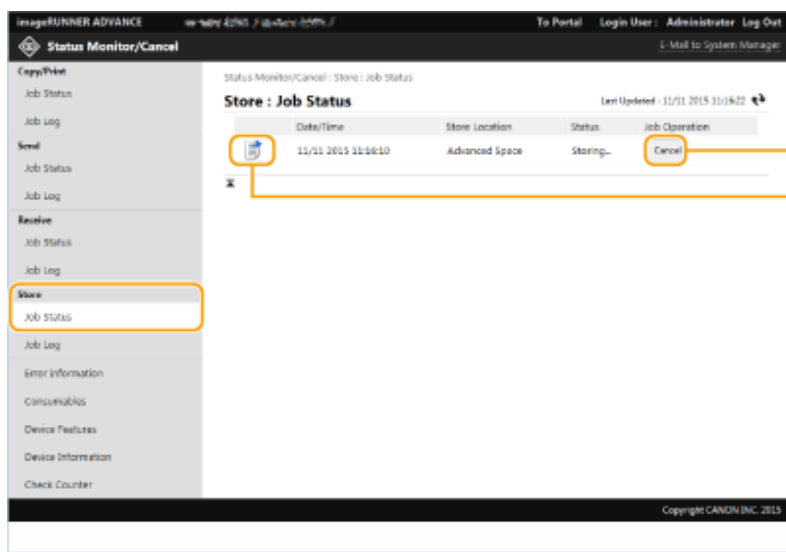 imageRUNNER ADVANCE
To Portal Login User : Administrator Log Out
Status Monitor/Cancel
E-Mail to System Manager
Copy/Print
Job Status
Job Log
Send
Job Status
Job Log
Receive
Job Status
Job Log
Store
Job Status
Job Log
Error Information
Consumables
Device Features
Device Information
Check Counter
Status Monitor/Cancel : Store : Job Status
Store : Job Status
Last Updated : 11/11 2015 11:16:22
Date/Time Store Location Status Job Operation
11/11 2015 11:16:10 Advanced Space Storing... Cancel
Copyright CANON INC. 2015